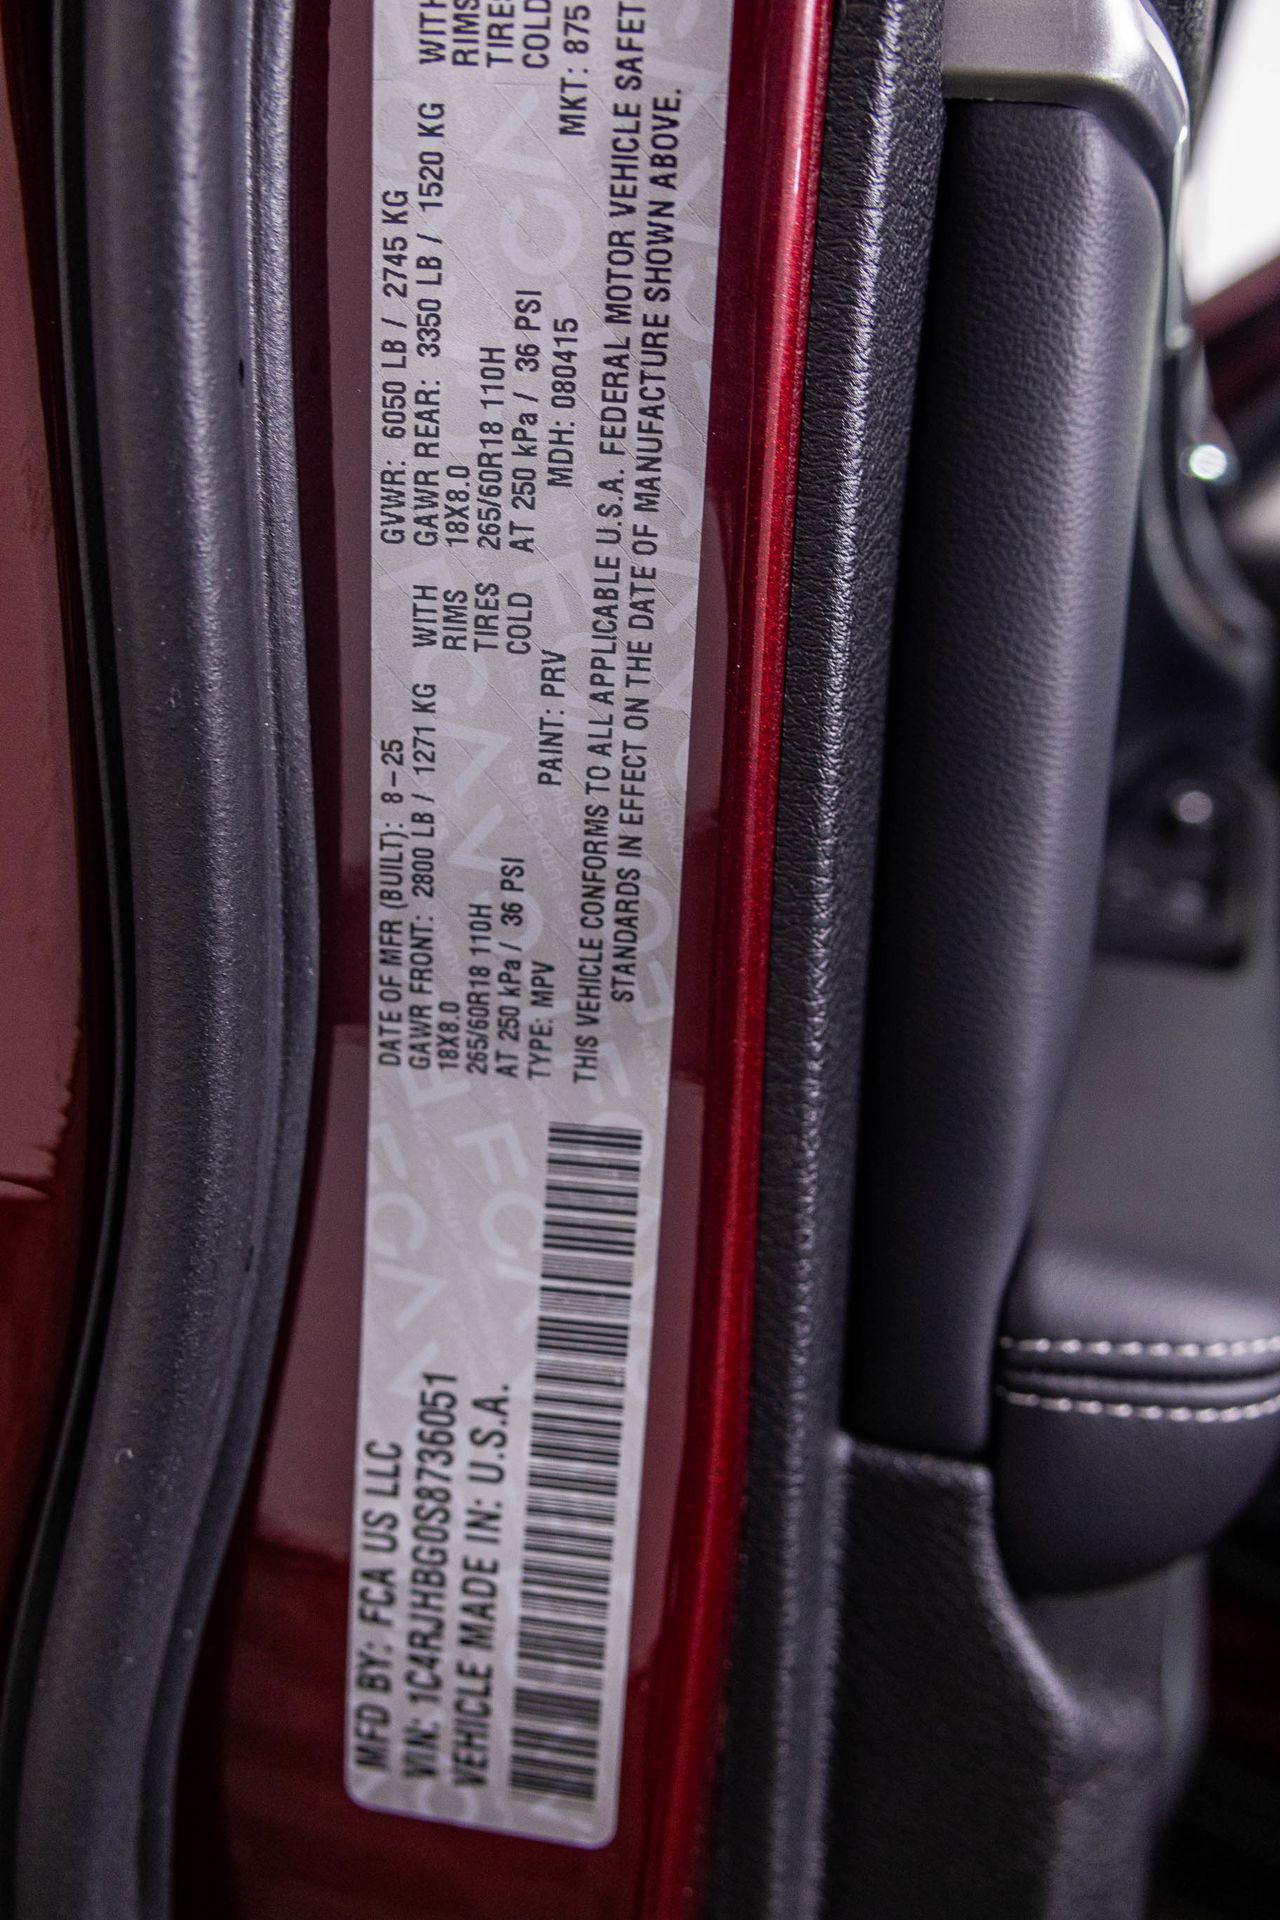 MFD BY: FCA US LLC
VIN: 1C4RJHBG0S8736051
VEHICLE MADE IN: U.S.A.
DATE OF MFR (BUILT): 8-25 GVWR: 6050 LB / 2745 KG
GAWR FRONT: 2800 LB / 1271 KG WITH GAWR REAR: 3350 LB / 1520 KG WITH
18X8.0 RIMS 18X8.0 RIMS
265/60R18 110H TIRES 265/60R18 110H
AT 250 kPa / 36 PSI COLD AT 250 kPa / 36 PSI COLD
TYPE: MPV PAINT: PRV MDH: 080415 MKT: 875
THIS VEHICLE CONFORMS TO ALL APPLICABLE U.S.A. FEDERAL MOTOR VEHICLE
STANDARDS IN EFFECT ON THE DATE OF MANUFACTURE SHOWN ABOVE.